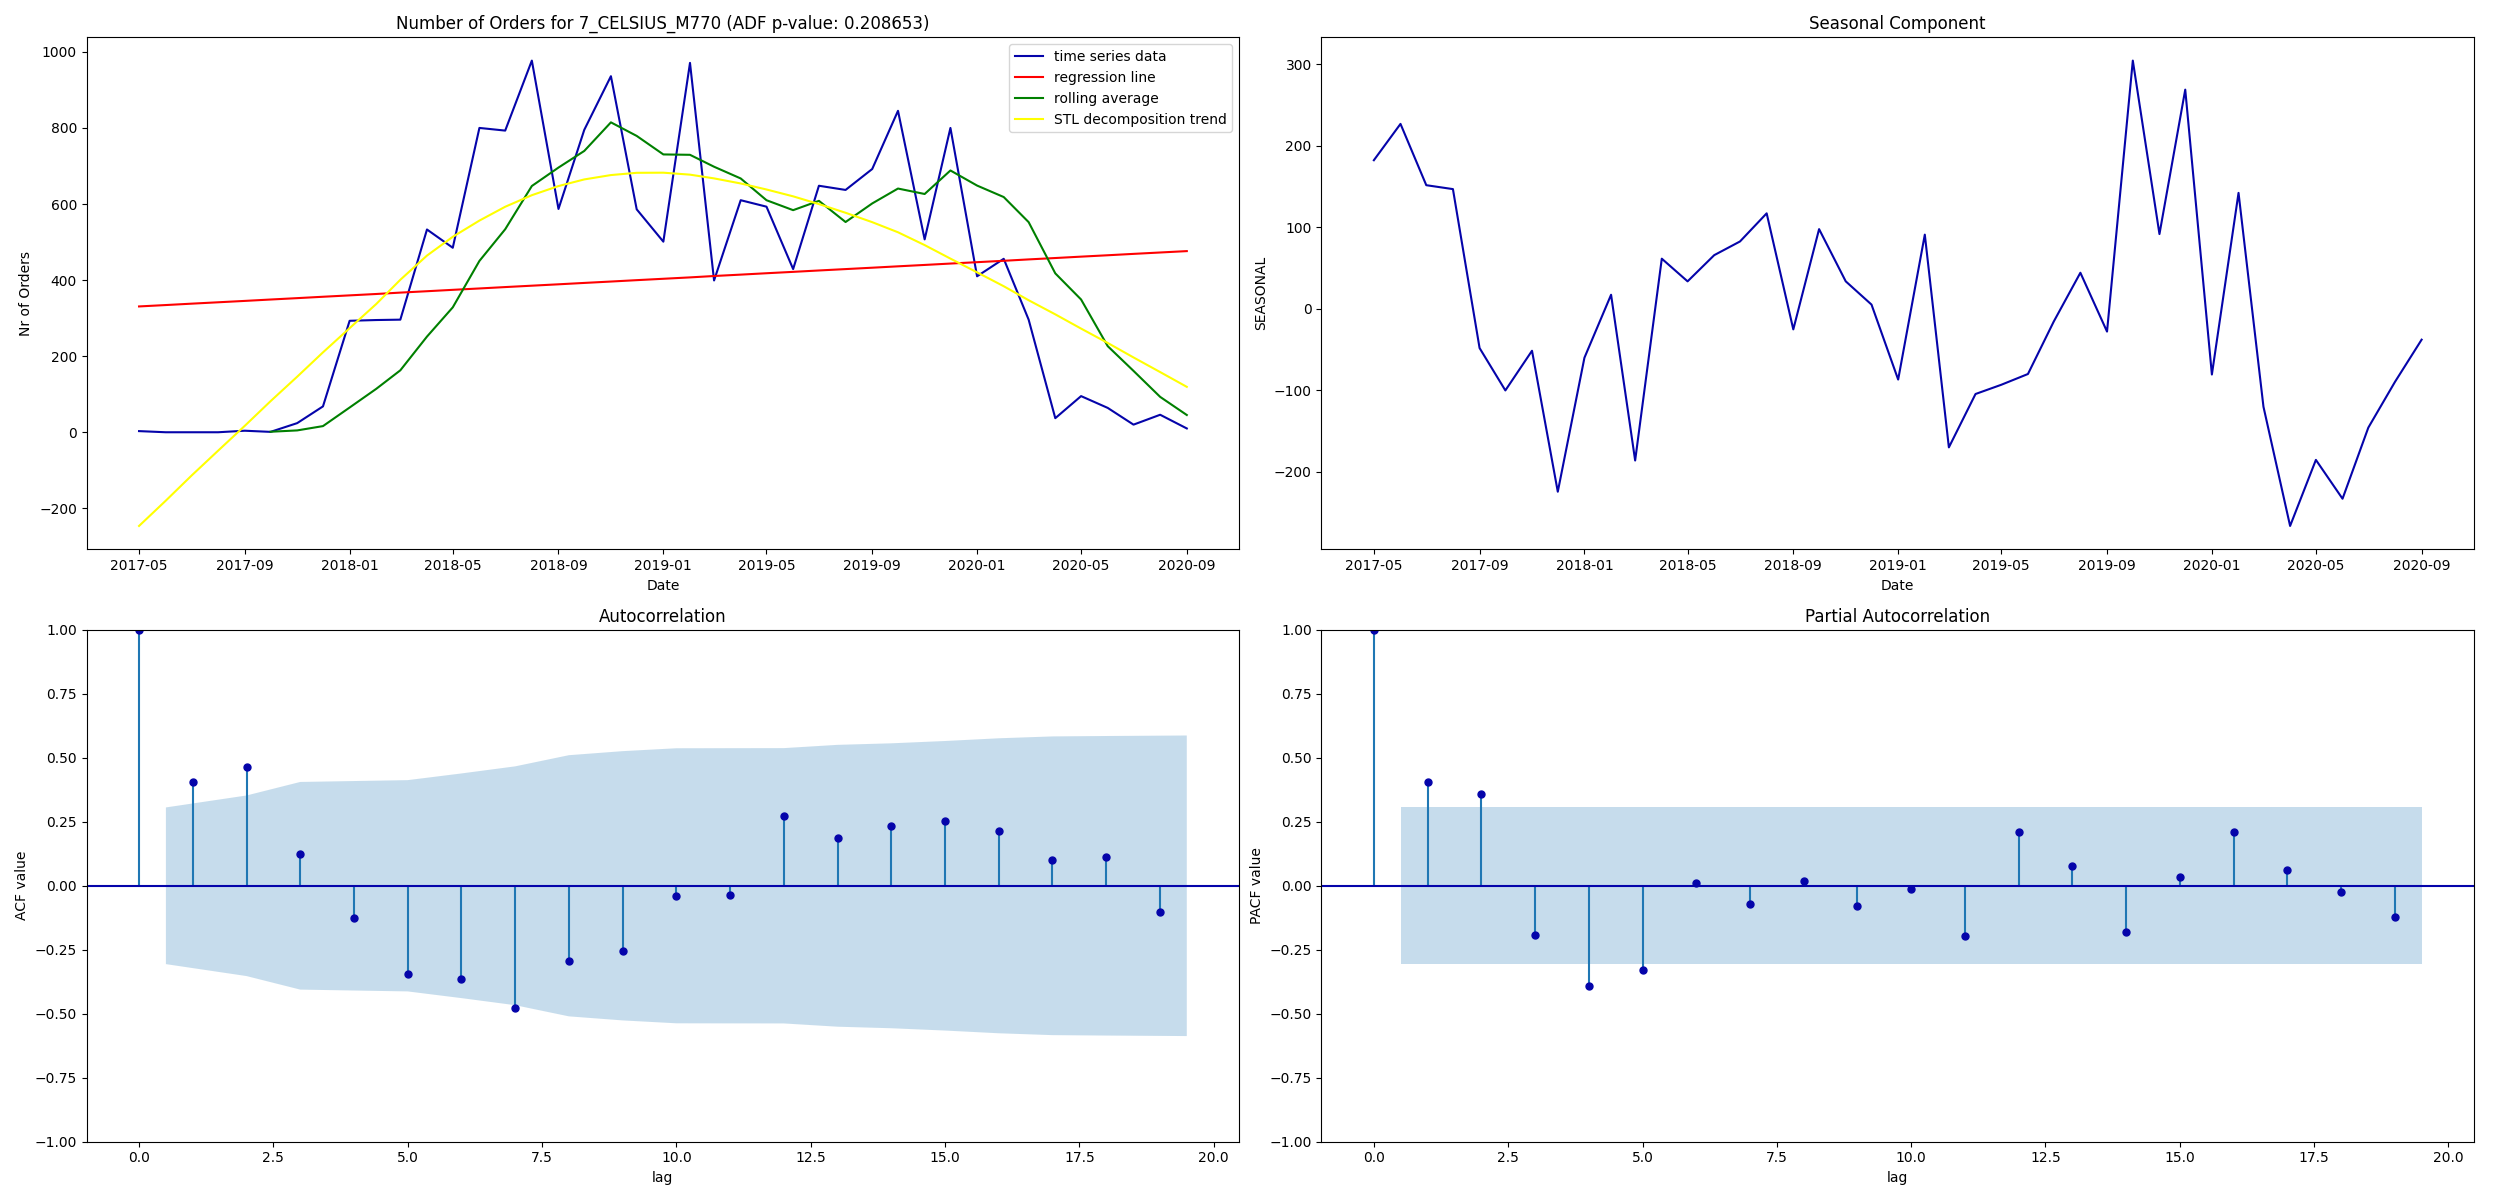 Number of Orders for 7_CELSIUS_M770 (ADF p-value: 0.208653)
1000
800
600
400
200
0
−200
Nr of Orders
time series data
regression line
rolling average
STL decomposition trend
2017-05 2017-09 2018-01 2018-05 2018-09 2019-01 2019-05 2019-09 2020-01 2020-05 2020-09
Date
Seasonal Component
300
200
100
0
−100
−200
SEASONAL
2017-05 2017-09 2018-01 2018-05 2018-09 2019-01 2019-05 2019-09 2020-01 2020-05 2020-09
Date
Autocorrelation
1.00
0.75
0.50
0.25
0.00
−0.25
−0.50
−0.75
−1.00
ACF value
0.0 2.5 5.0 7.5 10.0 12.5 15.0 17.5 20.0
lag
Partial Autocorrelation
1.00
0.75
0.50
0.25
0.00
−0.25
−0.50
−0.75
−1.00
PACF value
0.0 2.5 5.0 7.5 10.0 12.5 15.0 17.5 20.0
lag